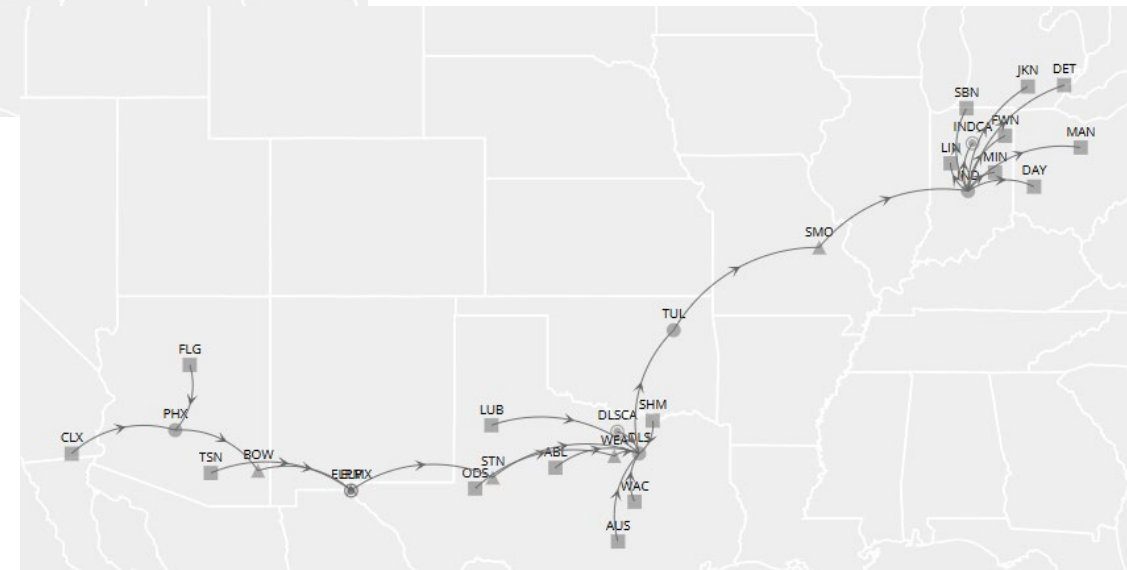 JKN
DET
SBN
INDCA
FWN
MAN
LIN
MIN
IND
DAY
SMO
TUL
FLG
PHX
LUB
DLSCA
SHM
CLX
TSN
BOW
STN
ODS
ABL
WEA
DLS
WAC
AUS